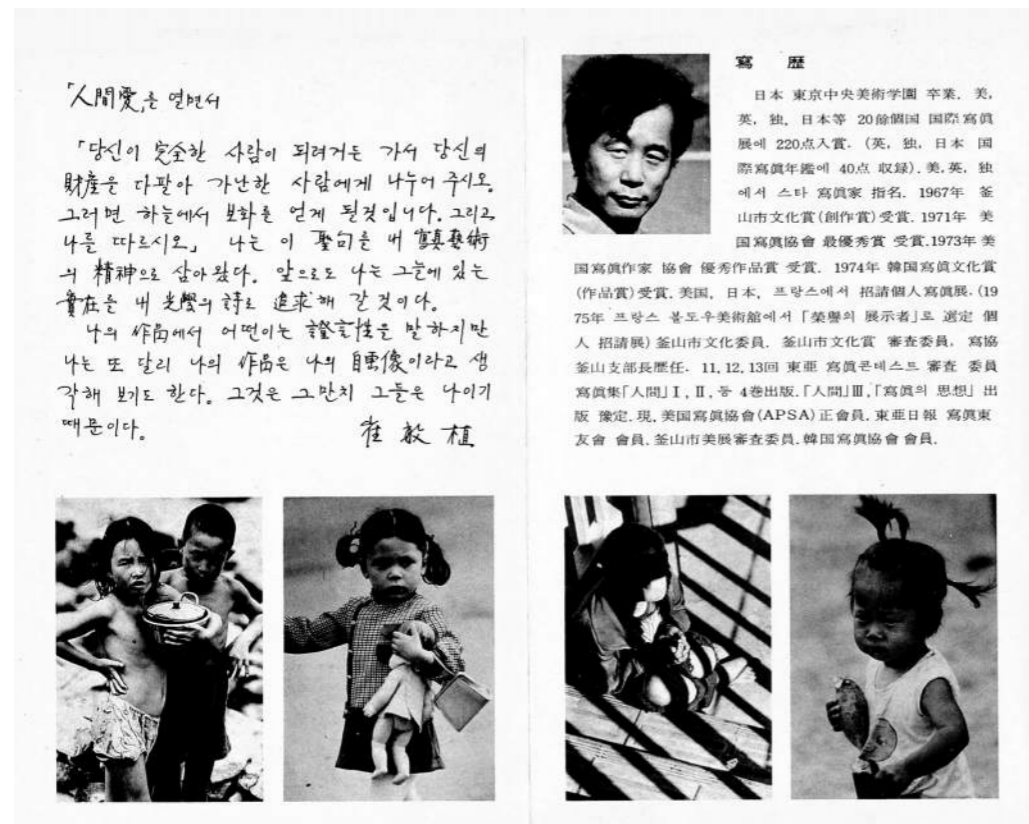 「人間愛」를 열면서
「당신이 完全한 사람이 되려거든 가서 당신의
財産을 다팔아 가난한 사람에게 나누어 주시오.
그러면 하늘에서 보화를 얻게 될것입니다. 그리고
나를 따르시오」 나는 이 聖句를 내 寫真藝術
의 精神으로 삼아왔다. 앞으로도 나는 그늘에 있는
實在를 내 光學의 詩로 追求해 갈 것이다.
나의 作品에서 어떤이는 證言性을 말하지만
나는 또 달리 나의 作品은 나의 自畵像이라고 생
각해 보기도 한다. 그것은 그만치 그들은 나이기
때문이다.
崔敏植
寫 歷
日本 東京中央美術学園 卒業. 美,
英, 独, 日本等 20餘個国 国際寫眞
展에 220点入賞. (英, 独, 日本 国
際寫眞年鑑에 40点 収録). 美, 英, 独
에서 스타 寫眞家 指名. 1967年 釜
山市文化賞(創作賞)受賞. 1971年 美
国寫眞協會 最優秀賞 受賞. 1973年 美
国寫眞作家 協會 優秀作品賞 受賞. 1974年 韓国寫眞文化賞
(作品賞)受賞. 美国, 日本, 프랑스에서 招請個人寫眞展. (19
75年 프랑스 볼도우美術館에서 「栄譽의 展示者」로 選定 個
人 招請展) 釜山市文化委員. 釜山市文化賞 審査委員, 寫協
釜山支部長歷任. 11, 12, 13回 東亜 寫眞콘테스트 審査 委員
寫眞集「人間」Ⅰ, Ⅱ, 등 4巻出版. 「人間」Ⅲ, 「寫眞의 思想」 出
版 豫定. 現. 美国寫眞協會(APSA)正會員. 東亜日報 寫眞東
友會 會員. 釜山市美展審査委員. 韓国寫眞協會 會員.